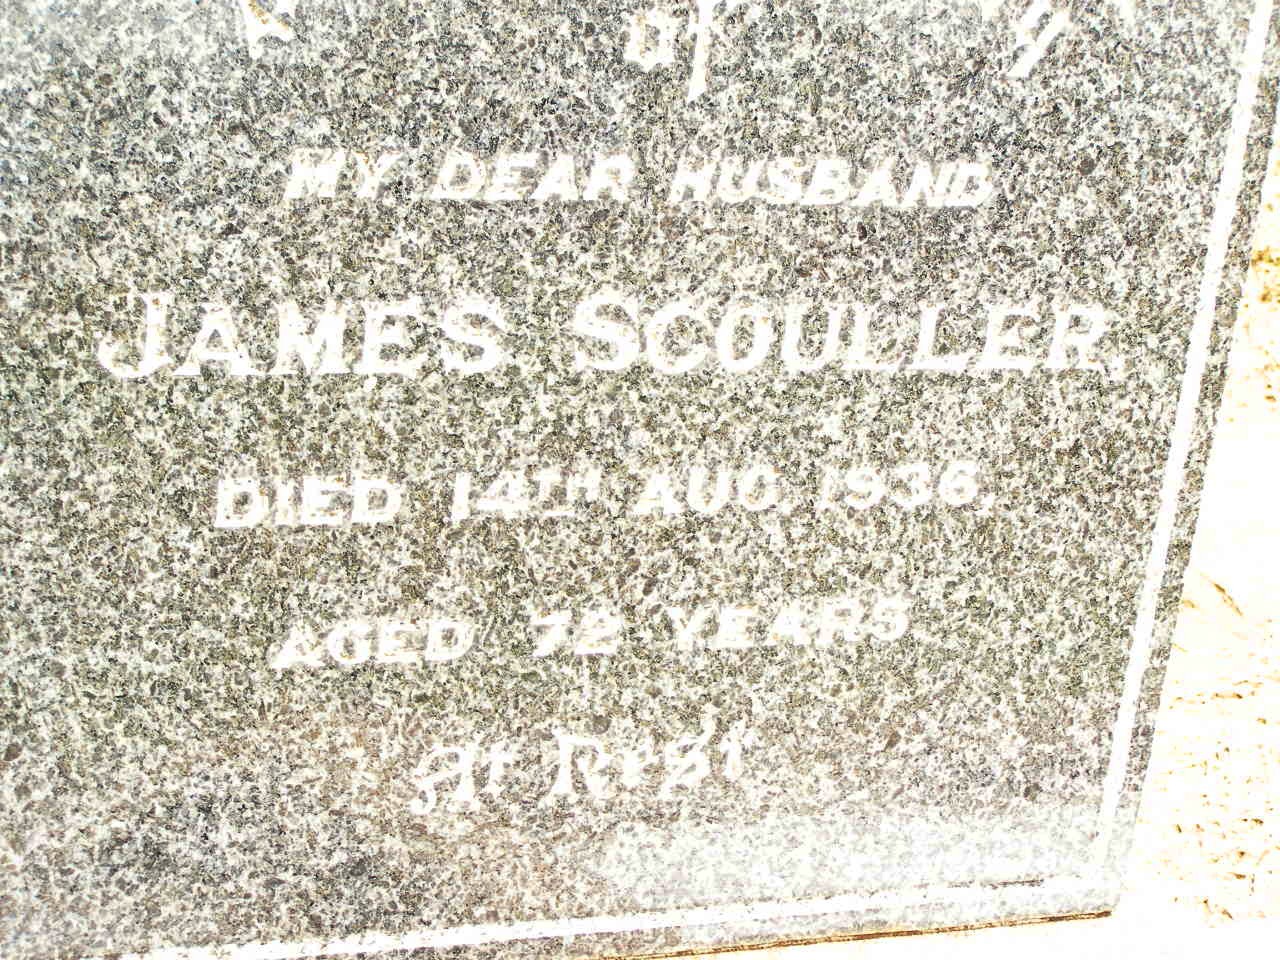 MY DEAR HUSBAND
JAMES SCOULLER,
DIED 14TH AUG. 1936,
AGED 72 YEARS
At Rest